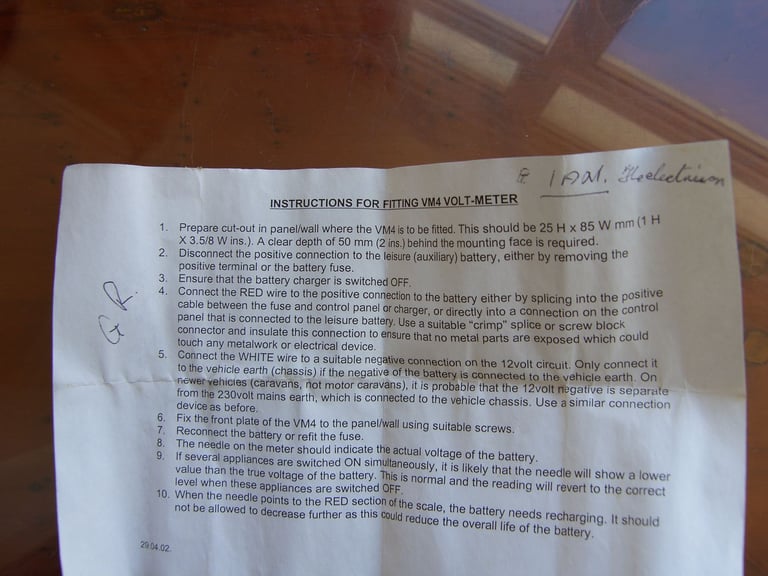 1 AM.
INSTRUCTIONS FOR FITTING VM4 VOLT-METER
1. Prepare cut-out in panel/wall where the VM4 is to be fitted. This should be 25 H x 85 W mm (1 H
X 3.5/8 W ins.). A clear depth of 50 mm (2 ins.) behind the mounting face is required.
2. Disconnect the positive connection to the leisure (auxiliary) battery, either by removing the
positive terminal or the battery fuse.
3. Ensure that the battery charger is switched OFF.
4. Connect the RED wire to the positive connection to the battery either by splicing into the positive
cable between the fuse and control panel or charger, or directly into a connection on the control
panel that is connected to the leisure battery. Use a suitable "crimp" splice or screw block
connector and insulate this connection to ensure that no metal parts are exposed which could
touch any metalwork or electrical device.
5. Connect the WHITE wire to a suitable negative connection on the 12volt circuit. Only connect it
to the vehicle earth (chassis) if the negative of the battery is connected to the vehicle earth. On
newer vehicles (caravans, not motor caravans), it is probable that the 12volt negative is separate
from the 230volt mains earth, which is connected to the vehicle chassis. Use a similar connection
device as before.
6. Fix the front plate of the VM4 to the panel/wall using suitable screws.
7. Reconnect the battery or refit the fuse.
8. The needle on the meter should indicate the actual voltage of the battery.
9. If several appliances are switched ON simultaneously, it is likely that the needle will show a lower
value than the true voltage of the battery. This is normal and the reading will revert to the correct
level when these appliances are switched OFF.
10. When the needle points to the RED section of the scale, the battery needs recharging. It should
not be allowed to decrease further as this could reduce the overall life of the battery.
29.04.02.
G R.